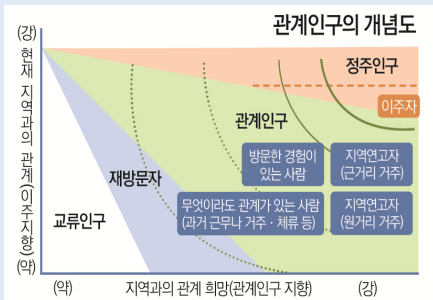 관계인구의 개념도
(강)
현재 지역과의 관계(이주지향)
(약)
정주인구
이주자
관계인구
방문한 경험이
있는 사람
지역연고자
(근거리 거주)
재방문자
무엇이라도 관계가 있는 사람
(과거 근무나 거주·체류 등)
지역연고자
(원거리 거주)
교류인구
(약)
지역과의 관계 희망(관계인구 지향)
(강)